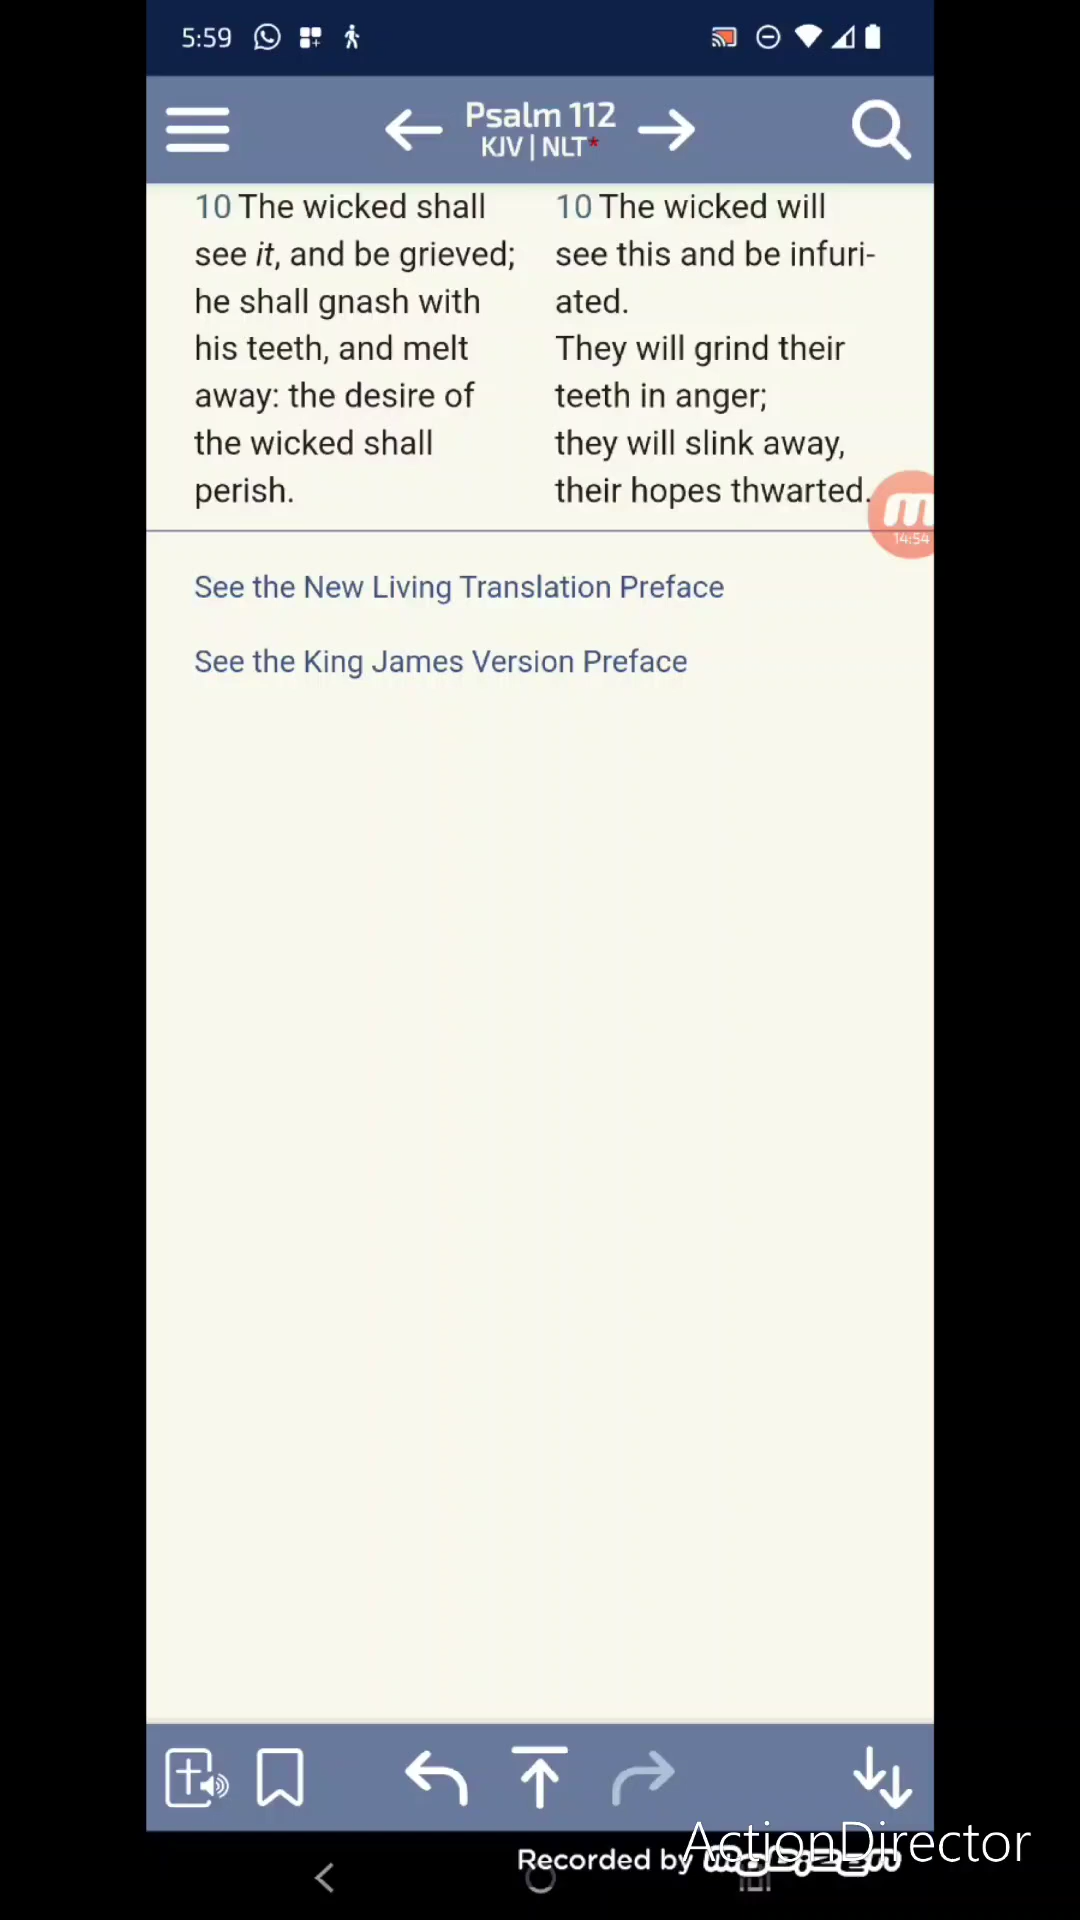 5:59
Psalm 112
KJV | NLT*
10 The wicked shall
see it, and be grieved;
he shall gnash with
his teeth, and melt
away: the desire of
the wicked shall
perish.
10 The wicked will
see this and be infuri-
ated.
They will grind their
teeth in anger;
they will slink away,
their hopes thwarted.
14:54
See the New Living Translation Preface
See the King James Version Preface
ActionDirector
Recorded by